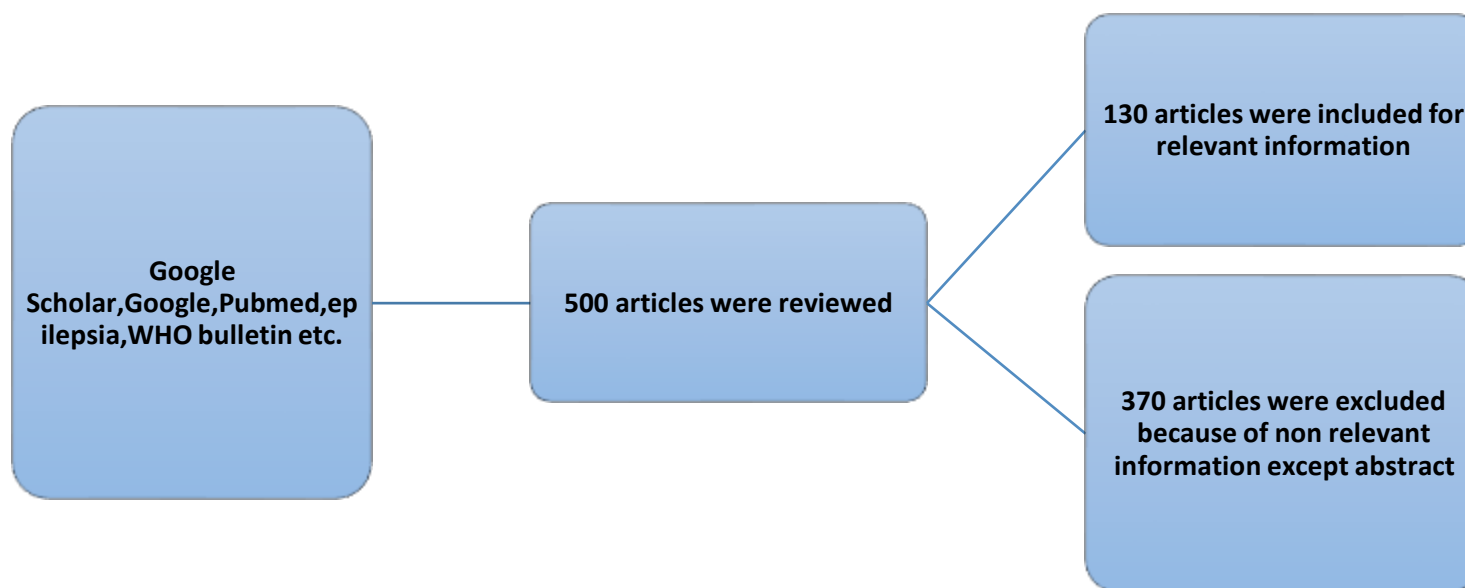 Google
Scholar,Google,Pubmed,ep
ilepsia,WHO bulletin etc.
500 articles were reviewed
130 articles were included for
relevant information
370 articles were excluded
because of non relevant
information except abstract